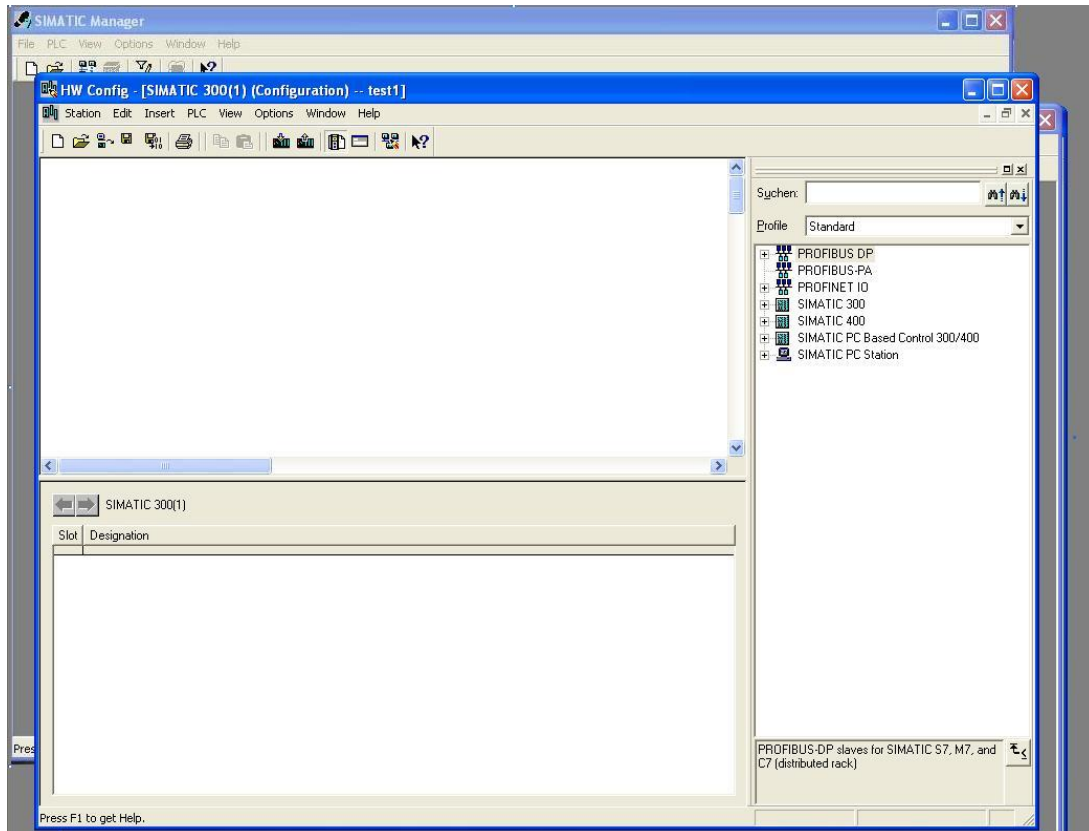 SIMATIC Manager
File PLC View Options Window Help
HW Config - [SIMATIC 300(1) (Configuration) -- test1]
Station Edit Insert PLC View Options Window Help
Suchen:
Profile Standard
PROFIBUS DP
PROFIBUS-PA
PROFINET IO
SIMATIC 300
SIMATIC 400
SIMATIC PC Based Control 300/400
SIMATIC PC Station
SIMATIC 300(1)
Slot Designation
Pres
PROFIBUS-DP slaves for SIMATIC S7, M7, and
C7 (distributed rack)
Press F1 to get Help.